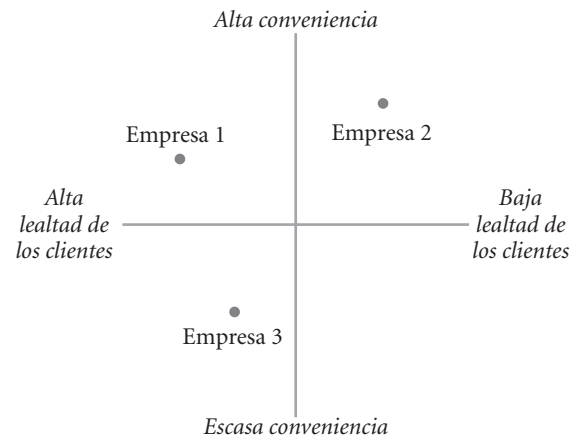 Alta conveniencia
Empresa 1
Empresa 2
Alta
lealtad de
los clientes
Baja
lealtad de
los clientes
Empresa 3
Escasa conveniencia